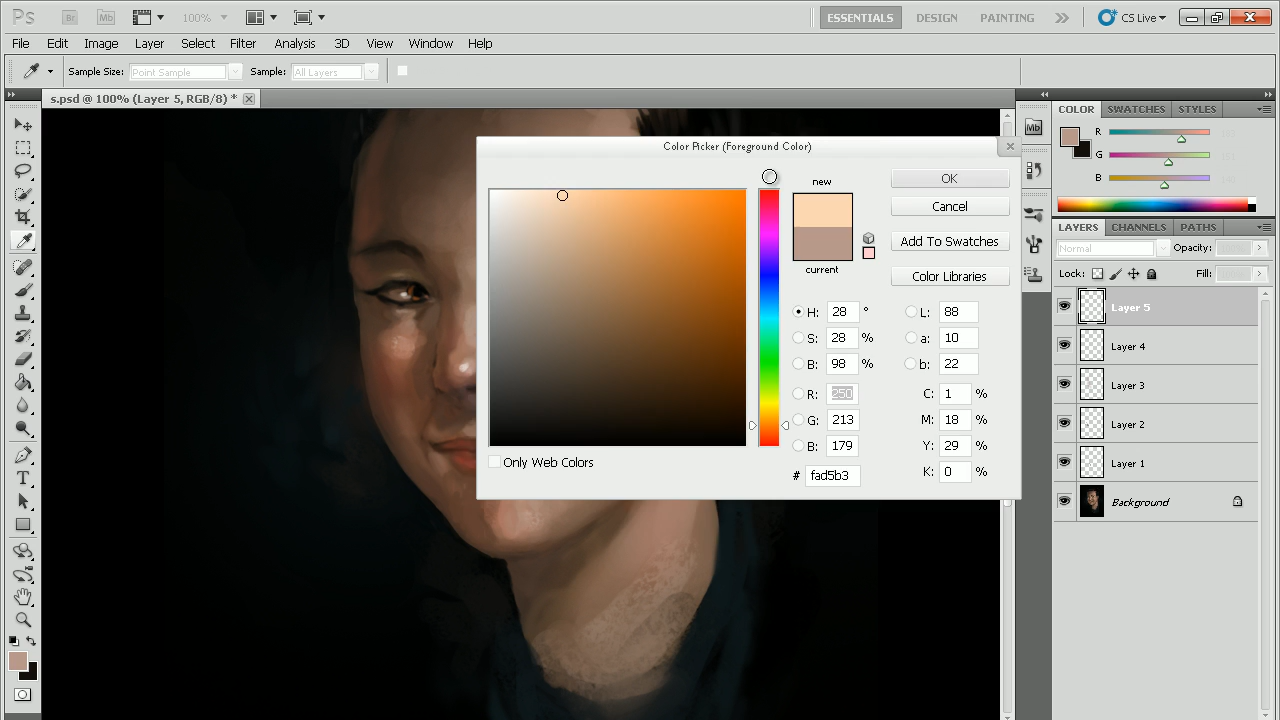 Ps Br Mb 100% ESSENTIALS DESIGN PAINTING CS Live
File Edit Image Layer Select Filter Analysis 3D View Window Help
Sample Size: Point Sample Sample: All Layers
s.psd @ 100% (Layer 5, RGB/8) *
Color Picker (Foreground Color)
new
current
OK
Cancel
Add To Swatches
Color Libraries
H: 28 ° L: 88
S: 28 % a: 10
B: 98 % b: 22
R: 250 C: 1 %
G: 213 M: 18 %
B: 179 Y: 29 %
# fad5b3 K: 0 %
Only Web Colors
Mb
COLOR SWATCHES STYLES
R
G
B
LAYERS CHANNELS PATHS
Normal Opacity:
Lock: Fill:
Layer 5
Layer 4
Layer 3
Layer 2
Layer 1
Background